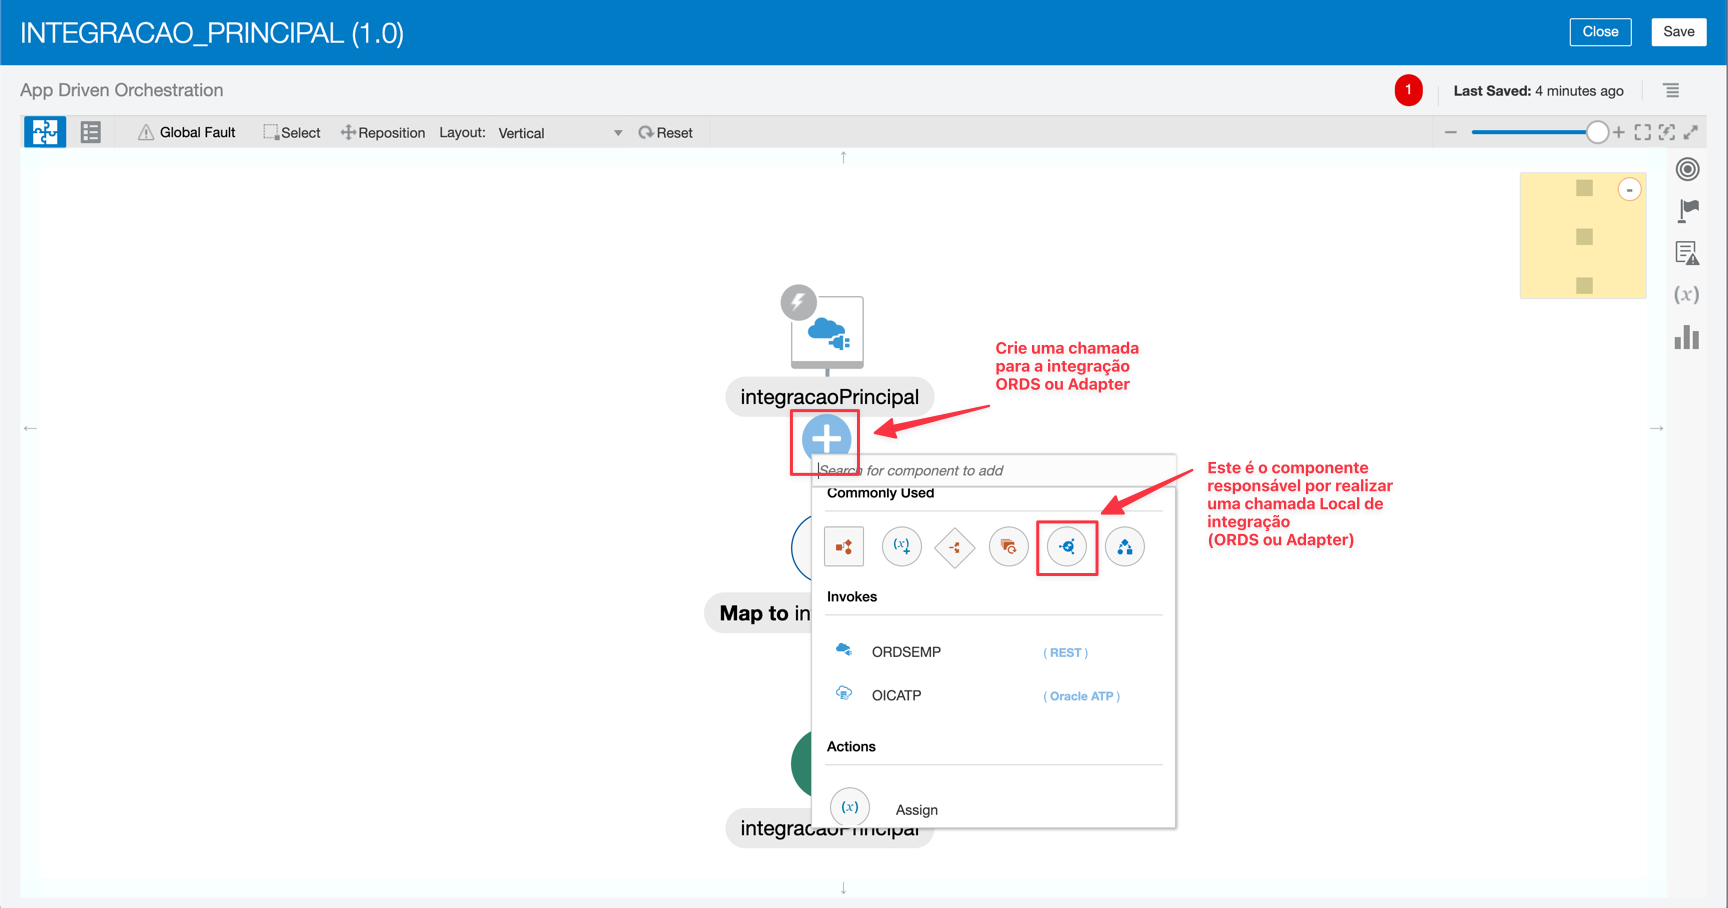 INTEGRACAO_PRINCIPAL (1.0)
Close
Save
App Driven Orchestration
1
Last Saved: 4 minutes ago
Global Fault
Select
Reposition
Layout:
Vertical
Reset
integracaoPrincipal
Crie uma chamada
para a integração
ORDS ou Adapter
Search for component to add
Commonly Used
(x)
Este é o componente
responsável por realizar
uma chamada Local de
integração
(ORDS ou Adapter)
(x)
Invokes
Map to in
ORDSEMP
( REST )
OICATP
( Oracle ATP )
Actions
(x)
Assign
integracaoPrincipal